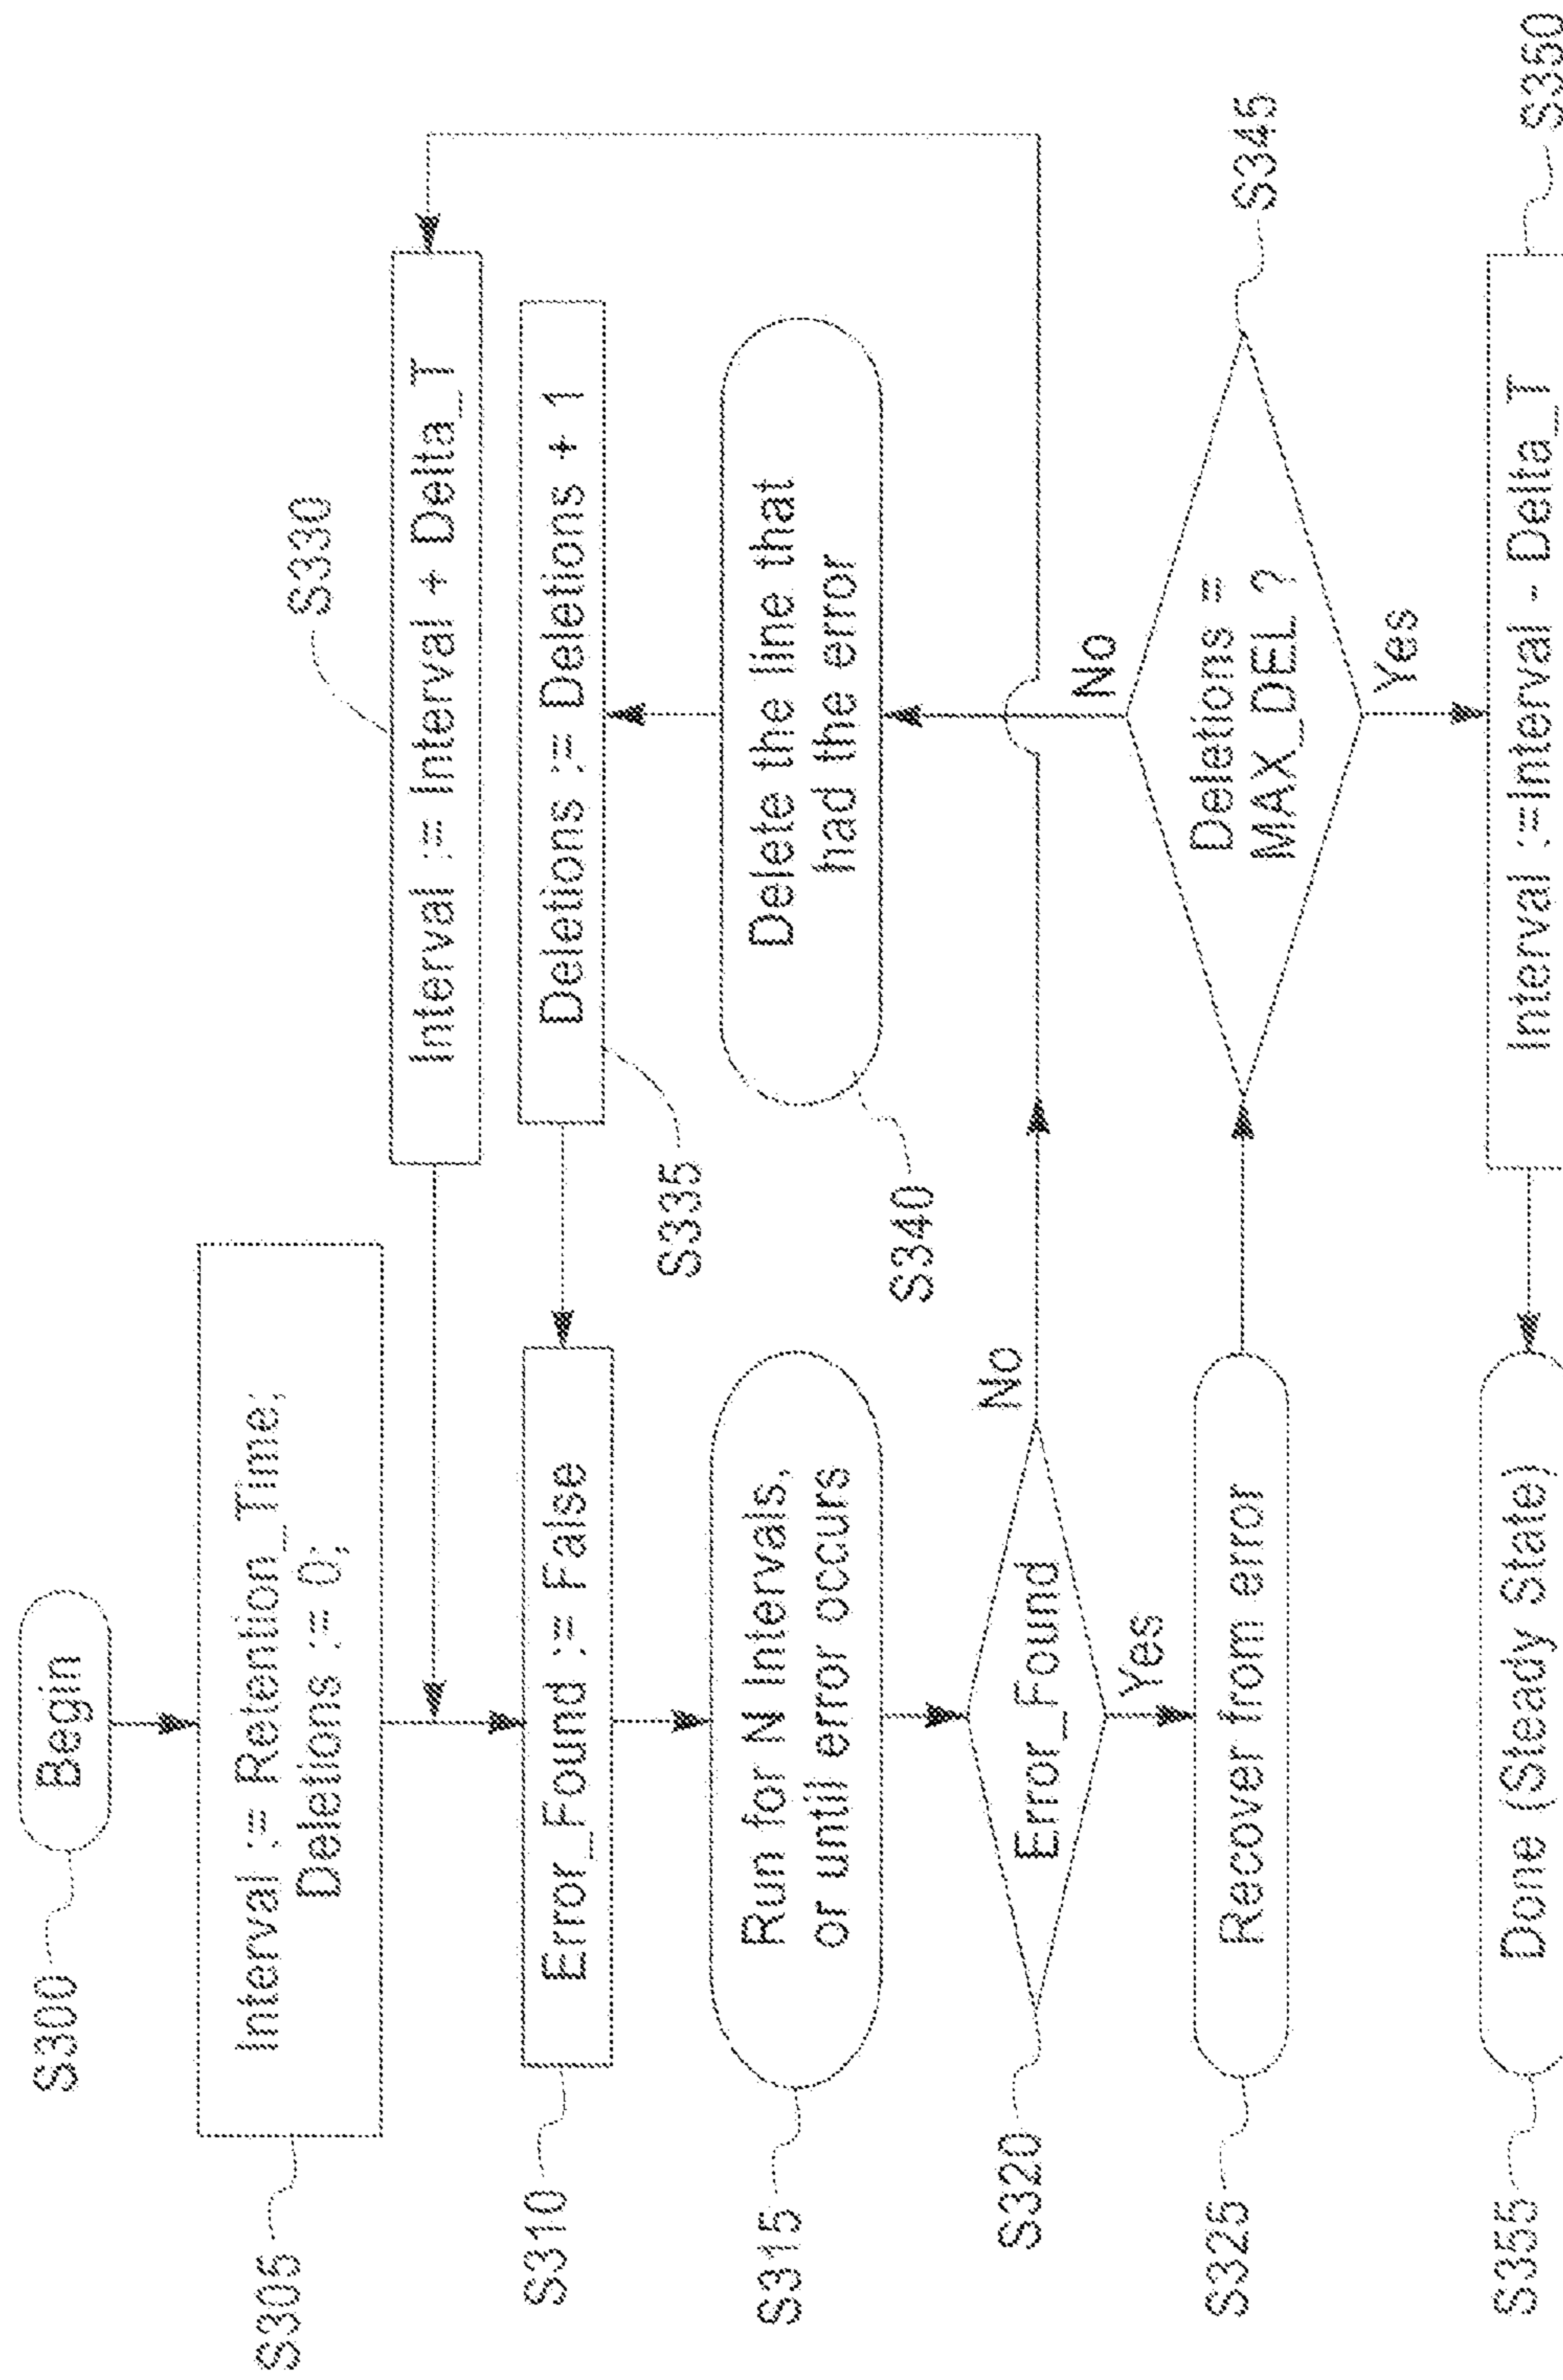 S300
Begin
S305
Interval := Retention_Time;
Deletions := 0;
S330
Interval := Interval + Delta_T
S310
Error_Found := False
Deletions := Deletions + 1
S335
S315
Run for N Intervals,
or untill error occurs
Delete the line that
had the error
S340
S320
Error_Found
No
Yes
S325
Recover from error
No
Deletions =
MAX_DEL ?
S345
Yes
S355
Done (Steady State)
Interval :=Interval - Delta_T
S350